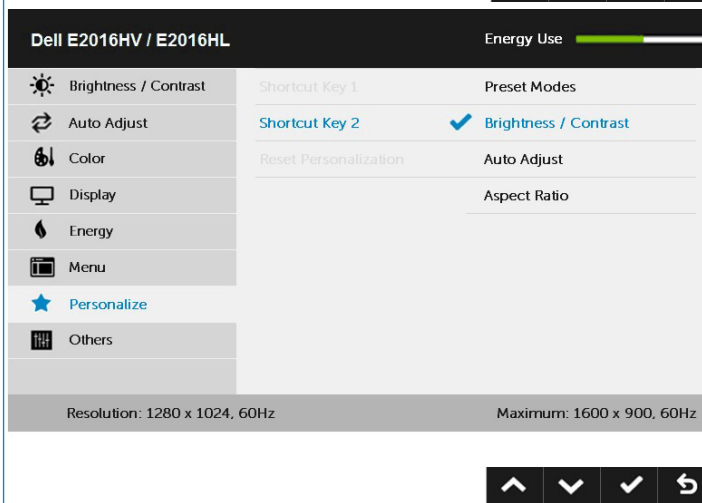 Dell E2016HV / E2016HL Energy Use
Brightness / Contrast Shortcut Key 1 Preset Modes
Auto Adjust Shortcut Key 2 Brightness / Contrast
Color Reset Personalization Auto Adjust
Display Aspect Ratio
Energy
Menu
Personalize
Others
Resolution: 1280 x 1024, 60Hz Maximum: 1600 x 900, 60Hz